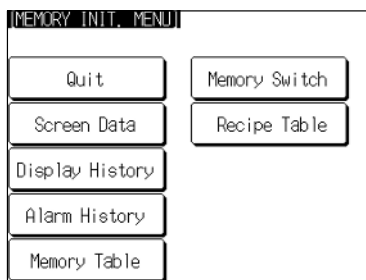 [MEMORY INIT. MENU]
Quit
Memory Switch
Screen Data
Recipe Table
Display History
Alarm History
Memory Table